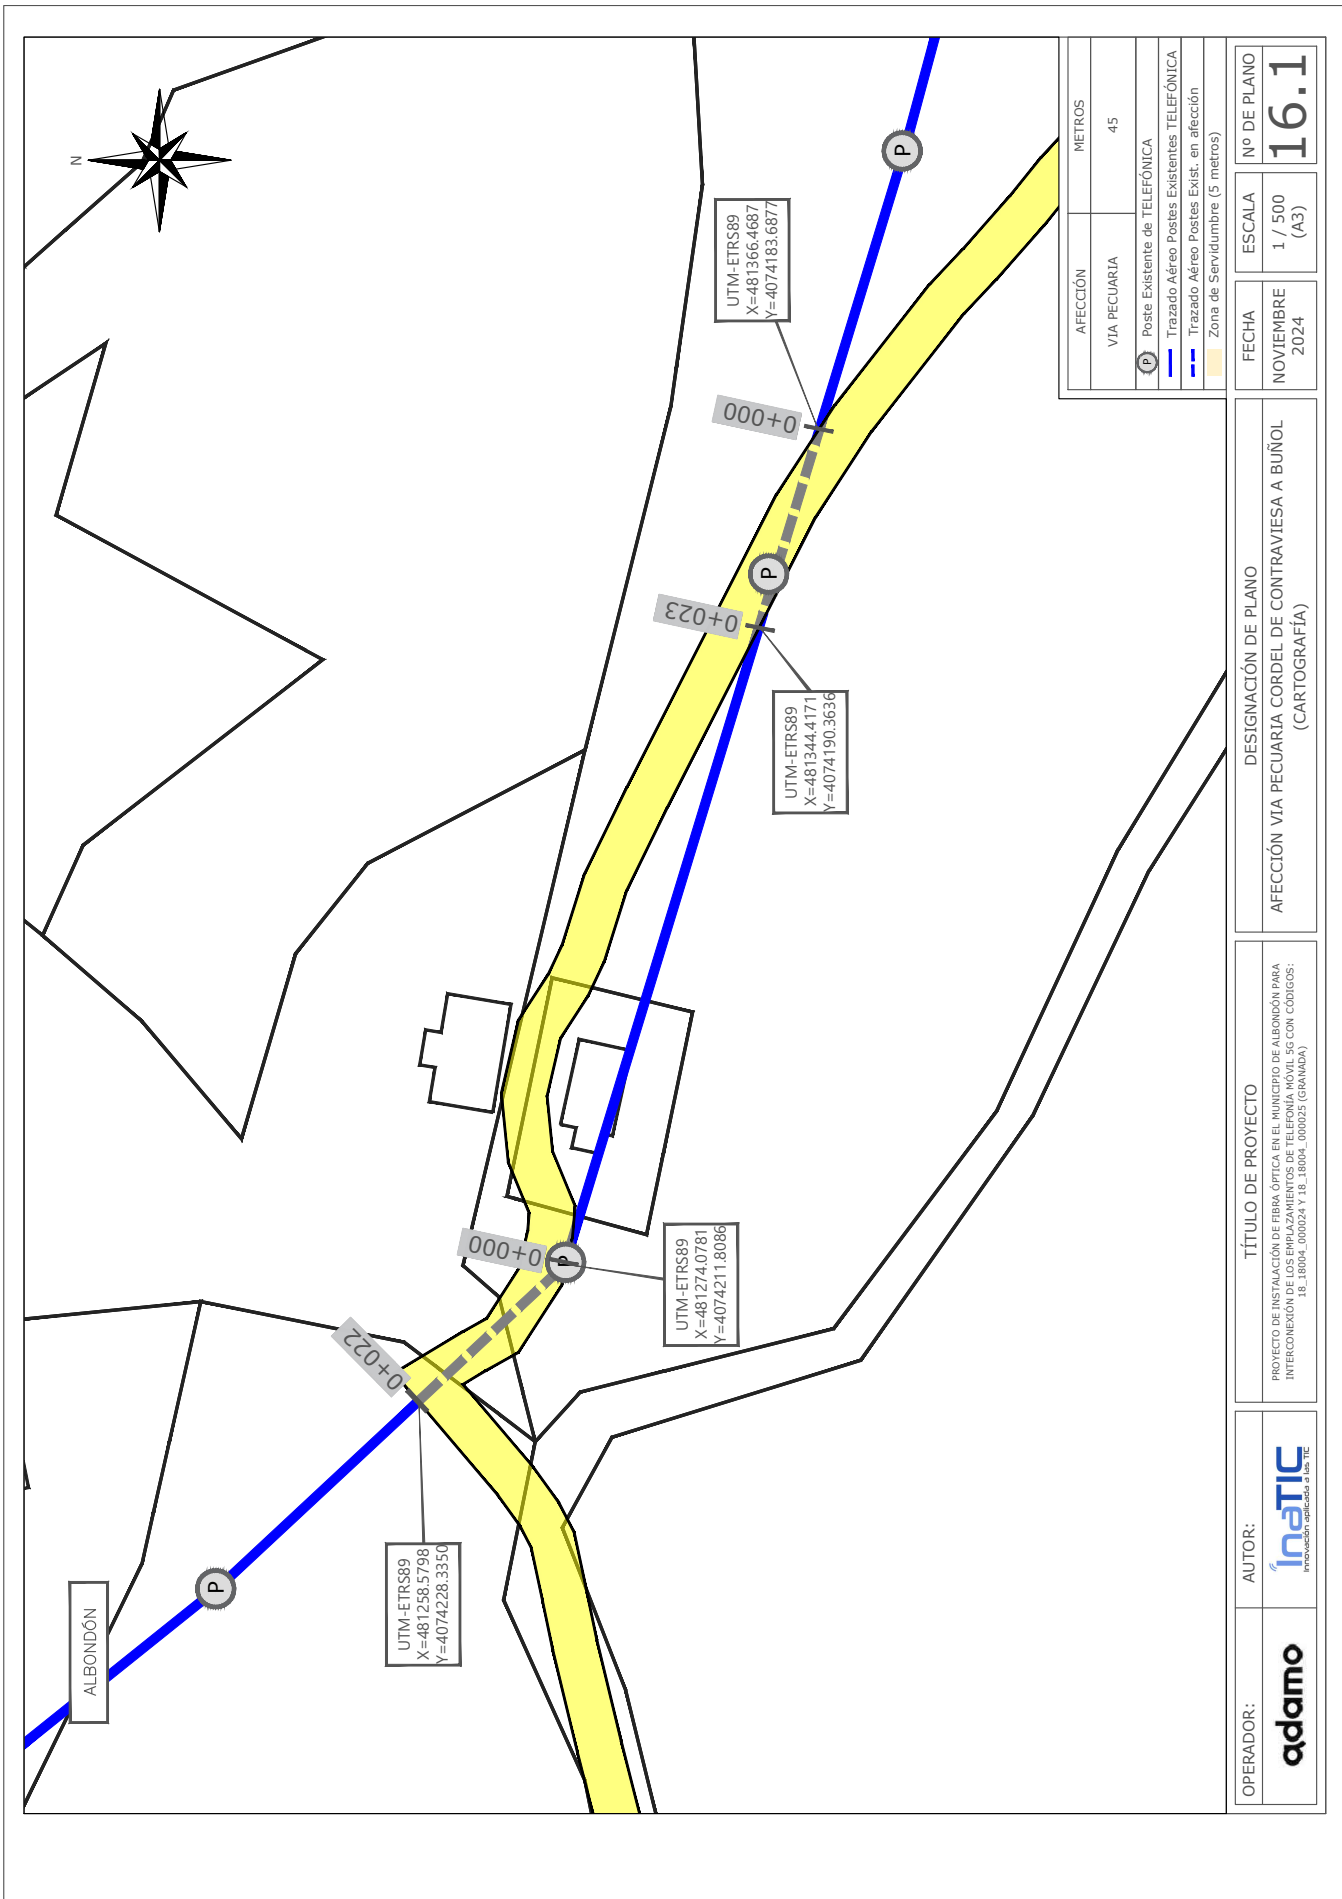 N
ALBONDÓN
UTM-ETRS89
X=481258.5798
Y=4074228.3350
0+022
0+000
P
P
UTM-ETRS89
X=481274.0781
Y=4074211.8086
0+023
P
UTM-ETRS89
X=481344.4171
Y=4074190.3636
0+000
UTM-ETRS89
X=481366.4687
Y=4074183.6877
P
AFECCIÓN
METROS
VIA PECUARIA
45
P Poste Existente de TELEFÓNICA
Trazado Aéreo Postes Existentes TELEFÓNICA
Trazado Aéreo Postes Exist. en afección
Zona de Servidumbre (5 metros)
OPERADOR:
adamo
AUTOR:
InaTIC
Innovación aplicada a las TIC
TÍTULO DE PROYECTO
PROYECTO DE INSTALACIÓN DE FIBRA ÓPTICA EN EL MUNICIPIO DE ALBONDÓN PARA
INTERCONEXIÓN DE LOS EMPLAZAMIENTOS DE TELEFONÍA MÓVIL 5G CON CÓDIGOS:
18_18004_000024 Y 18_18004_000025 (GRANADA)
DESIGNACIÓN DE PLANO
AFECCIÓN VIA PECUARIA CORDEL DE CONTRAVIESA A BUÑOL
(CARTOGRAFÍA)
FECHA
NOVIEMBRE
2024
ESCALA
1 / 500
(A3)
Nº DE PLANO
16.1